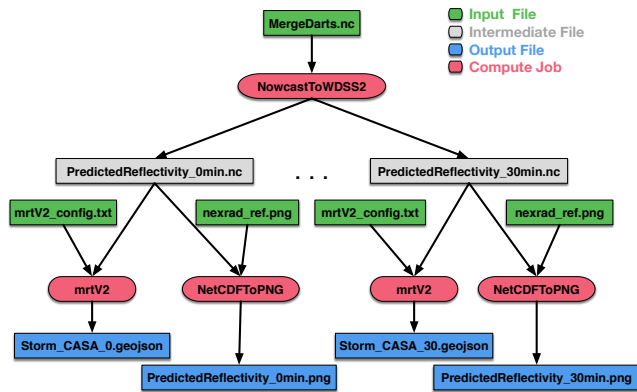 MergeDarts.nc
Input File
Intermediate File
Output File
Compute Job
NowcastToWDSS2
PredictedReflectivity_0min.nc
. . .
PredictedReflectivity_30min.nc
mrtV2_config.txt
nexrad_ref.png
mrtV2_config.txt
nexrad_ref.png
mrtV2
NetCDFToPNG
mrtV2
NetCDFToPNG
Storm_CASA_0.geojson
Storm_CASA_30.geojson
PredictedReflectivity_0min.png
PredictedReflectivity_30min.png